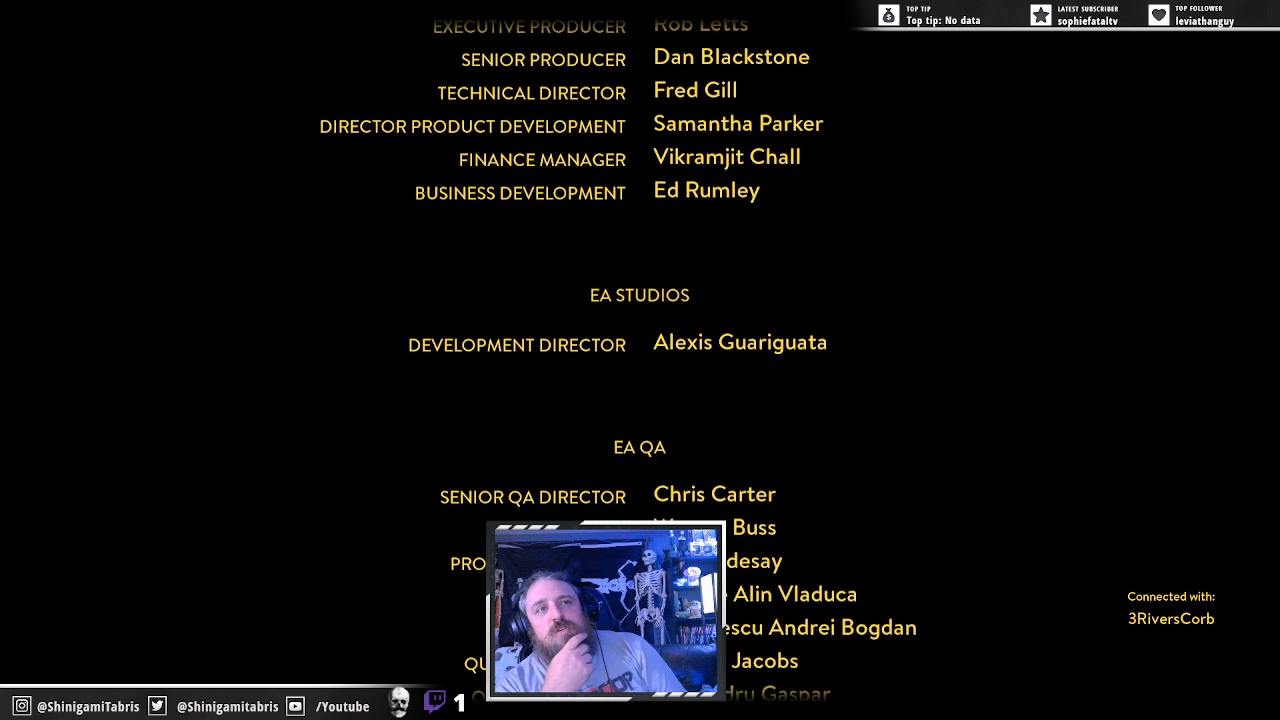 TOP TIP
Top tip: No data
LATEST SUBSCRIBER
sophiefataltv
TOP FOLLOWER
leviathanguy
EXECUTIVE PRODUCER Rob Letts
SENIOR PRODUCER Dan Blackstone
TECHNICAL DIRECTOR Fred Gill
DIRECTOR PRODUCT DEVELOPMENT Samantha Parker
FINANCE MANAGER Vikramjit Chall
BUSINESS DEVELOPMENT Ed Rumley
EA STUDIOS
DEVELOPMENT DIRECTOR Alexis Guariguata
EA QA
SENIOR QA DIRECTOR Chris Carter
Buss
Alin Vladuca
Andrei Bogdan
Jacobs
Gaspar
Connected with:
3RiversCorb
@ShinigamiTabris
@Shinigamitabris
/Youtube
1